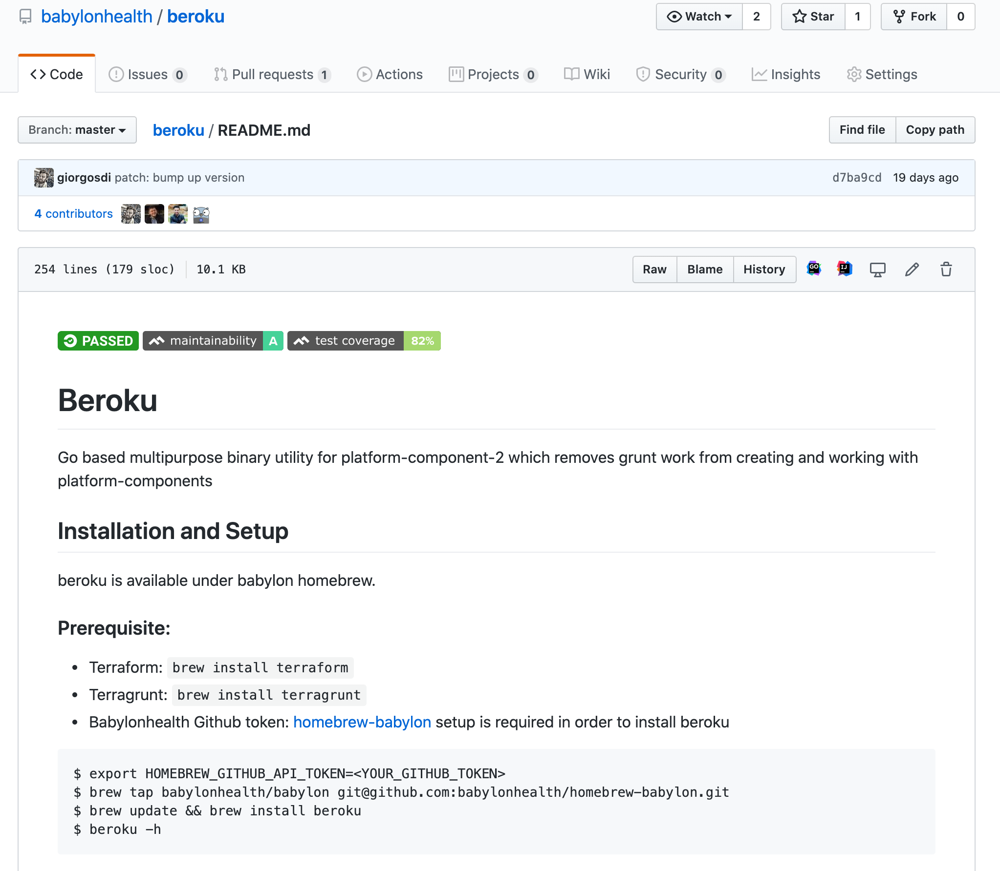 babylonhealth / beroku
Watch 2 Star 1 Fork 0
Code Issues 0 Pull requests 1 Actions Projects 0 Wiki Security 0 Insights Settings
Branch: master beroku / README.md Find file Copy path
giorgosdi patch: bump up version d7ba9cd 19 days ago
4 contributors
254 lines (179 sloc) 10.1 KB Raw Blame History GO IJ
PASSED maintainability A test coverage 82%
Beroku
Go based multipurpose binary utility for platform-component-2 which removes grunt work from creating and working with
platform-components
Installation and Setup
beroku is available under babylon homebrew.
Prerequisite:
• Terraform: brew install terraform
• Terragrunt: brew install terragrunt
• Babylonhealth Github token: homebrew-babylon setup is required in order to install beroku
$ export HOMEBREW_GITHUB_API_TOKEN=<YOUR_GITHUB_TOKEN>
$ brew tap babylonhealth/babylon git@github.com:babylonhealth/homebrew-babylon.git
$ brew update && brew install beroku
$ beroku -h